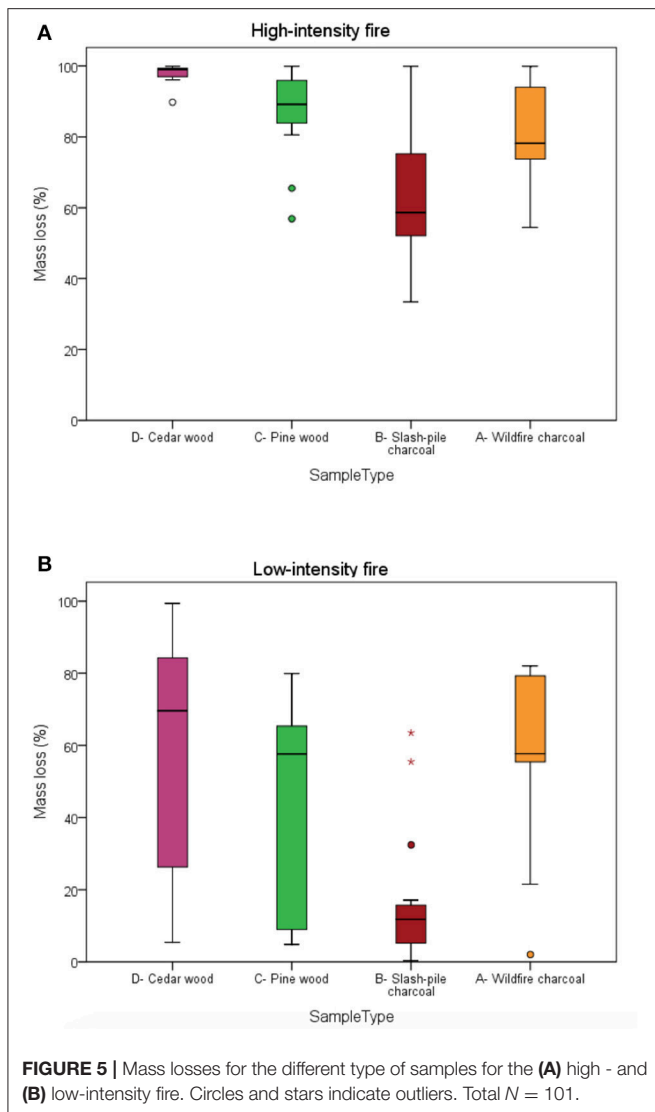 A
High-intensity fire
100
80
60
40
20
0
Mass loss (%)
D- Cedar wood
C- Pine wood
B- Slash-pile
charcoal
A- Wildfire charcoal
SampleType
B
Low-intensity fire
100
80
60
40
20
0
Mass loss (%)
D- Cedar wood
C- Pine wood
B- Slash-pile
charcoal
A- Wildfire charcoal
SampleType
FIGURE 5 | Mass losses for the different type of samples for the (A) high - and
(B) low-intensity fire. Circles and stars indicate outliers. Total N = 101.